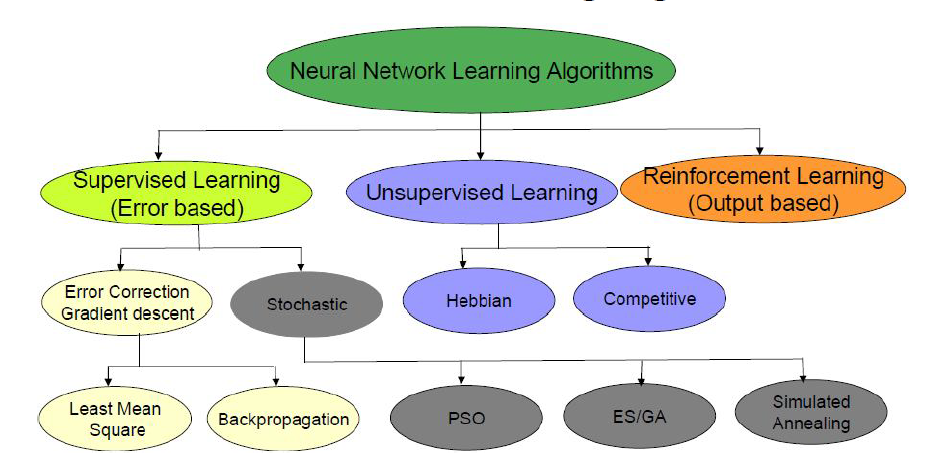 Neural Network Learning Algorithms
Supervised Learning
(Error based)
Unsupervised Learning
Reinforcement Learning
(Output based)
Error Correction
Gradient descent
Stochastic
Hebbian
Competitive
Least Mean
Square
Backpropagation
PSO
ES/GA
Simulated
Annealing